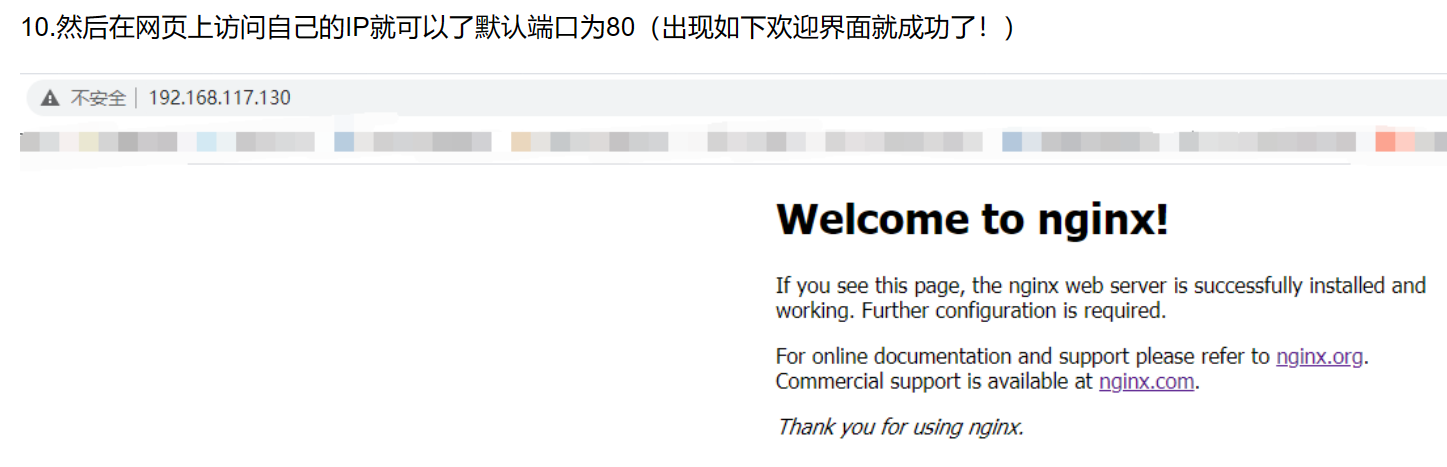 10.然后在网页上访问自己的IP就可以了默认端口为80（出现如下欢迎界面就成功了！）
不安全 | 192.168.117.130
Welcome to nginx!
If you see this page, the nginx web server is successfully installed and
working. Further configuration is required.
For online documentation and support please refer to nginx.org.
Commercial support is available at nginx.com.
Thank you for using nginx.